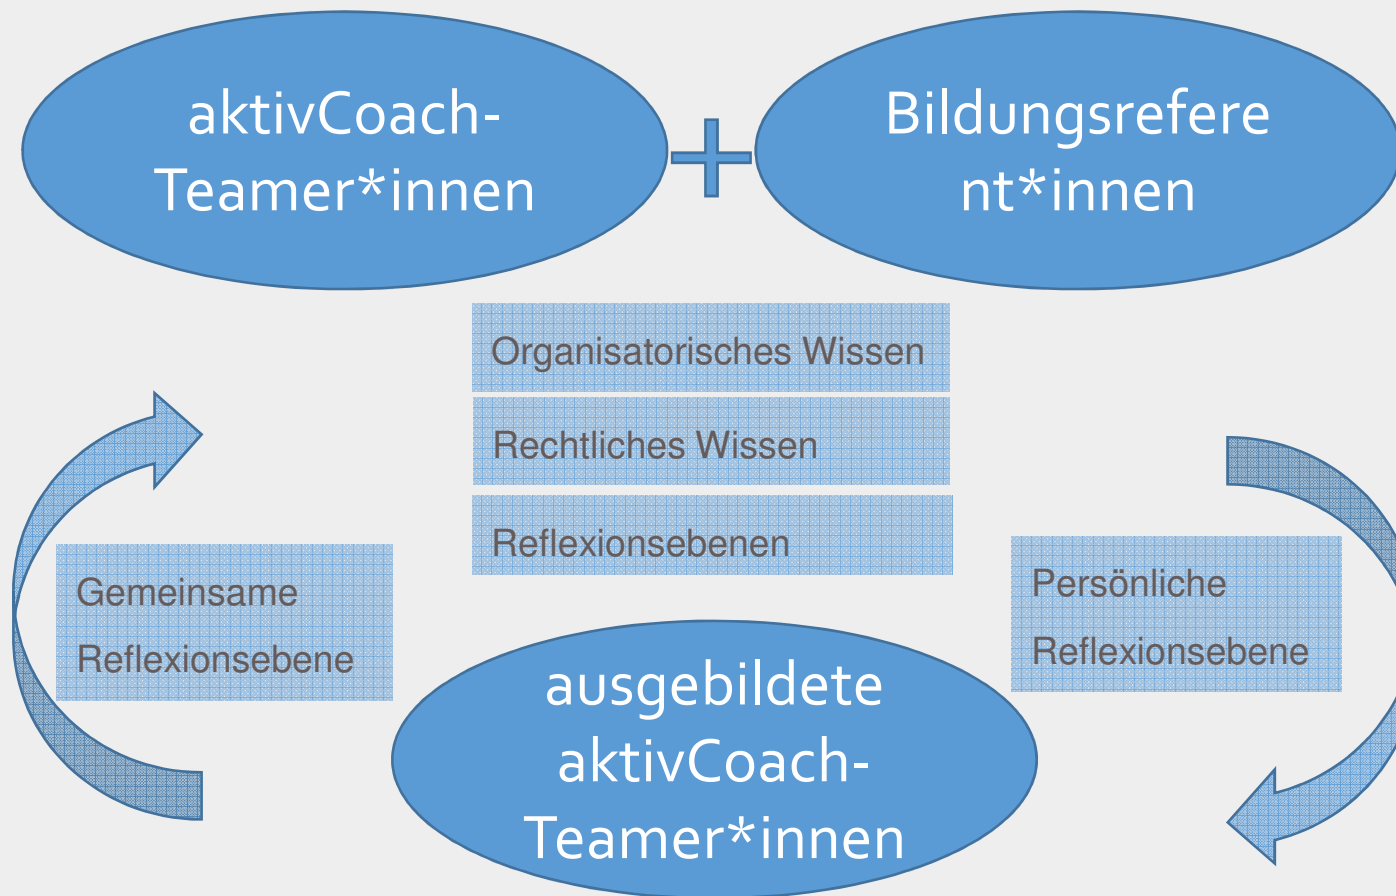 aktivCoach-
Teamer*innen
Bildungsrefere
nt*innen
Organisatorisches Wissen
Rechtliches Wissen
Reflexionsebenen
Gemeinsame
Reflexionsebene
Persönliche
Reflexionsebene
ausgebildete
aktivCoach-
Teamer*innen